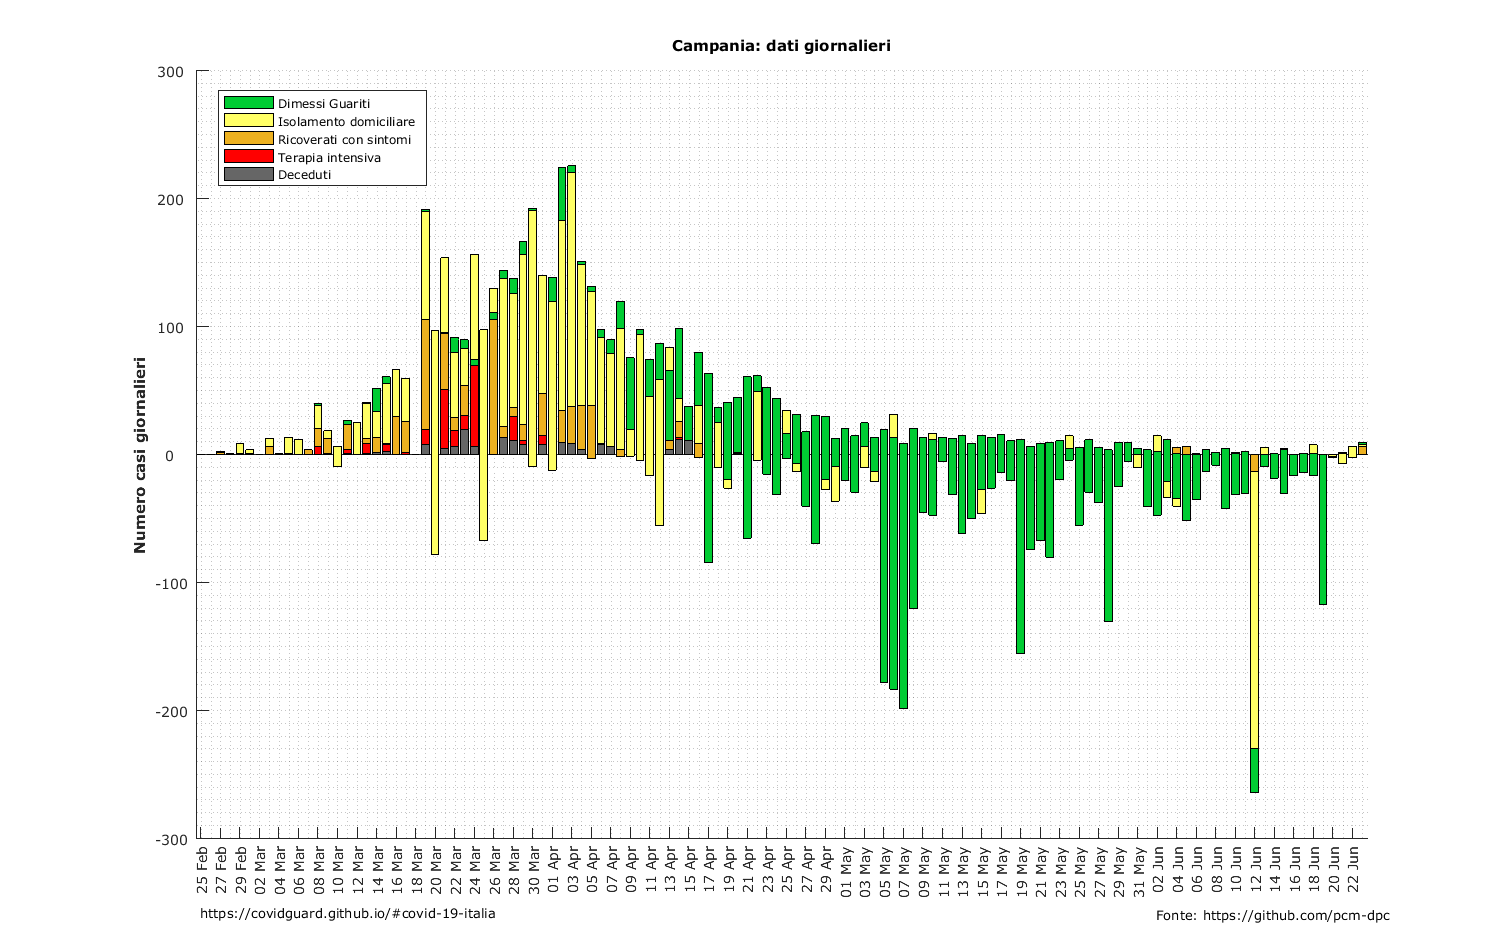 Campania: dati giornalieri
300
200
100
0
-100
-200
-300
Numero casi giornalieri
Dimessi Guariti
Isolamento domiciliare
Ricoverati con sintomi
Terapia intensiva
Deceduti
25 Feb
27 Feb
29 Feb
02 Mar
04 Mar
06 Mar
08 Mar
10 Mar
12 Mar
14 Mar
16 Mar
18 Mar
20 Mar
22 Mar
24 Mar
26 Mar
28 Mar
30 Mar
01 Apr
03 Apr
05 Apr
07 Apr
09 Apr
11 Apr
13 Apr
15 Apr
17 Apr
19 Apr
21 Apr
23 Apr
25 Apr
27 Apr
29 Apr
01 May
03 May
05 May
07 May
09 May
11 May
13 May
15 May
17 May
19 May
21 May
23 May
25 May
27 May
29 May
31 May
02 Jun
04 Jun
06 Jun
08 Jun
10 Jun
12 Jun
14 Jun
16 Jun
18 Jun
20 Jun
22 Jun
https://covidguard.github.io/#covid-19-italia
Fonte: https://github.com/pcm-dpc